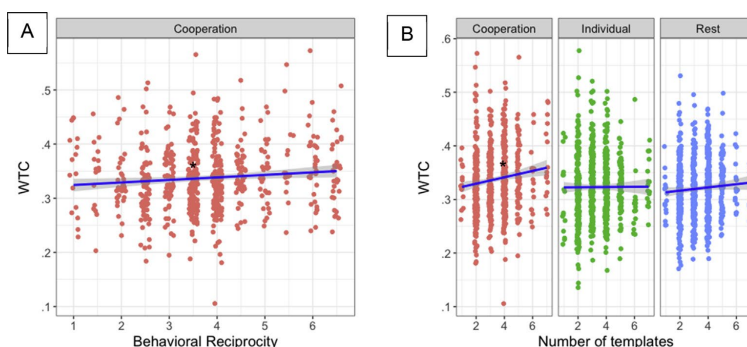 A
Cooperation
WTC
.5
.4
.3
.2
.1
1 2 3 4 5 6
Behavioral Reciprocity
*
B
Cooperation Individual Rest
WTC
.6
.5
.4
.3
.2
.1
2 4 6 2 4 6 2 4 6
Number of templates
*